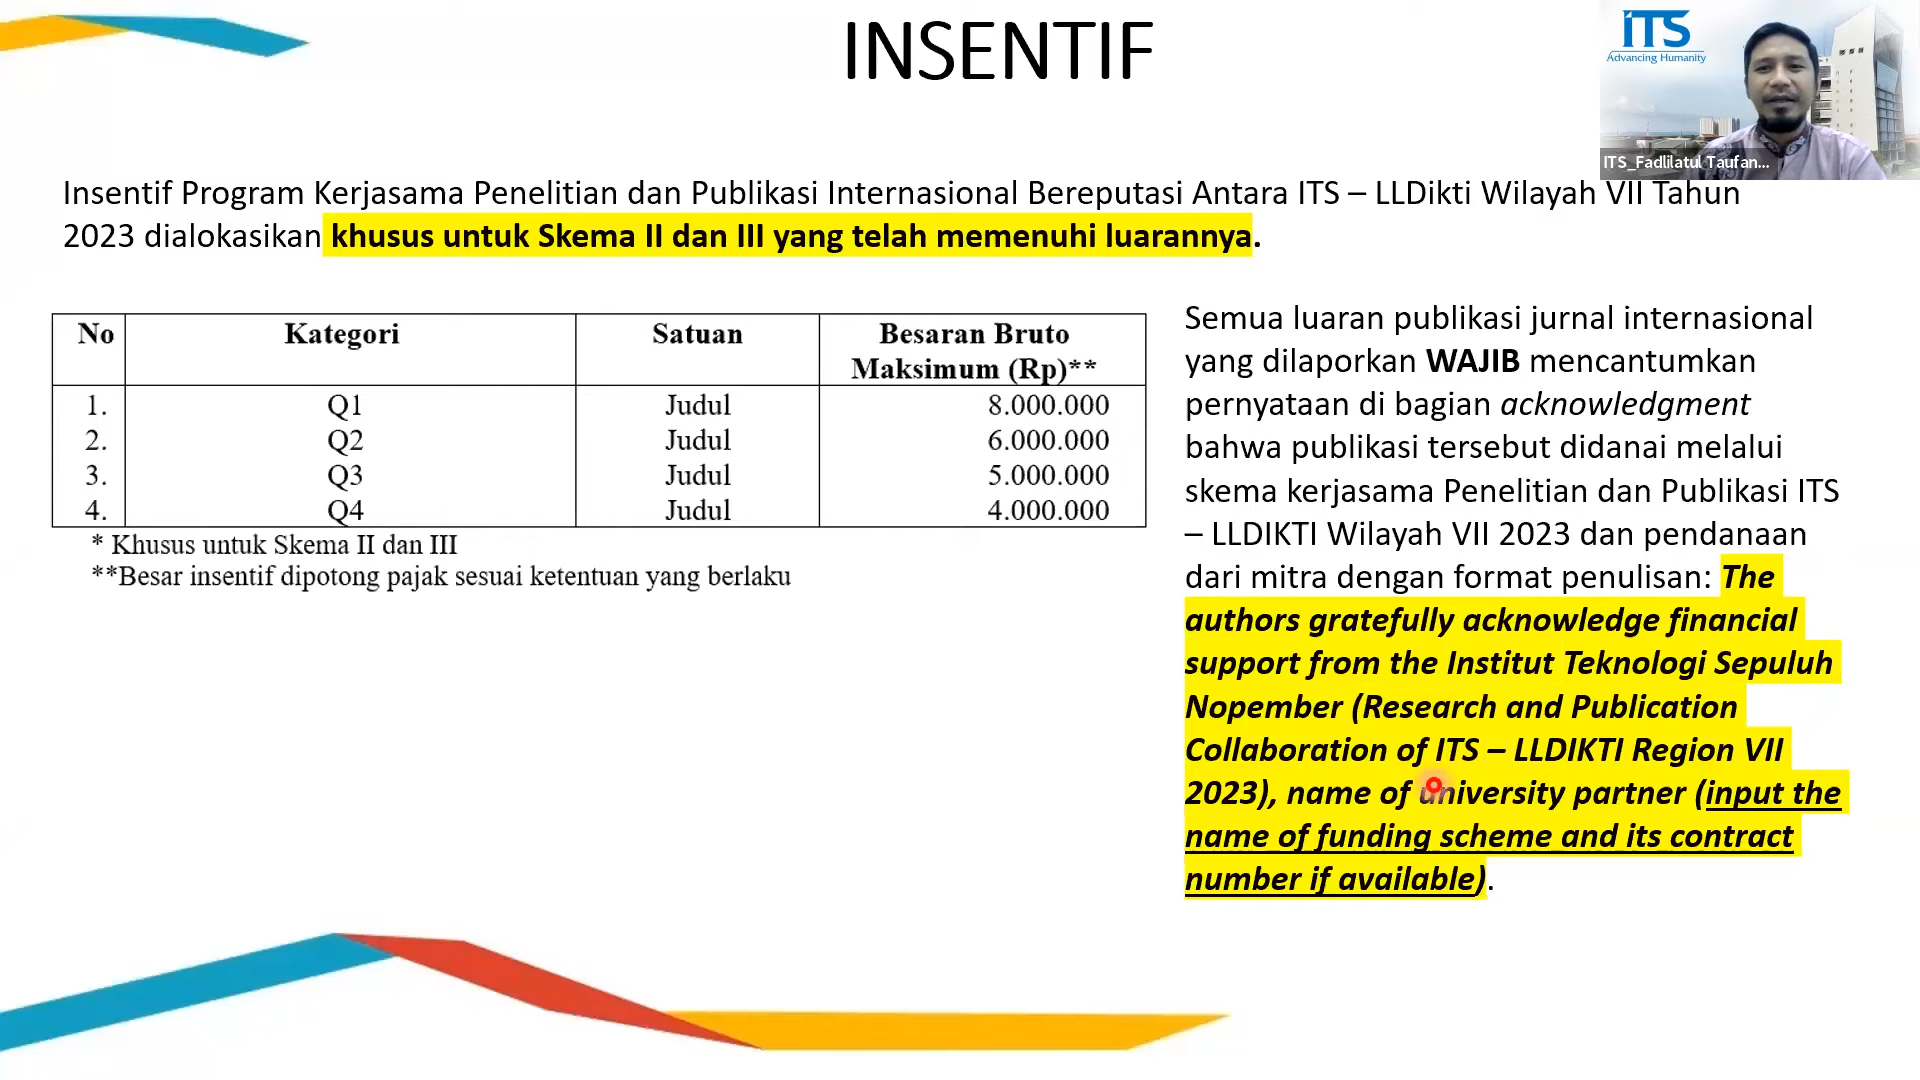 INSENTIF
ITS
Advancing Humanity
ITS_Fadlilatul Taufan...
Insentif Program Kerjasama Penelitian dan Publikasi Internasional Bereputasi Antara ITS – LLDikti Wilayah VII Tahun
2023 dialokasikan khusus untuk Skema II dan III yang telah memenuhi luarannya.
No Kategori Satuan Besaran Bruto
Maksimum (Rp)**
1. Q1 Judul 8.000.000
2. Q2 Judul 6.000.000
3. Q3 Judul 5.000.000
4. Q4 Judul 4.000.000
* Khusus untuk Skema II dan III
**Besar insentif dipotong pajak sesuai ketentuan yang berlaku
Semua luaran publikasi jurnal internasional
yang dilaporkan WAJIB mencantumkan
pernyataan di bagian acknowledgment
bahwa publikasi tersebut didanai melalui
skema kerjasama Penelitian dan Publikasi ITS
– LLDIKTI Wilayah VII 2023 dan pendanaan
dari mitra dengan format penulisan: The
authors gratefully acknowledge financial
support from the Institut Teknologi Sepuluh
Nopember (Research and Publication
Collaboration of ITS – LLDIKTI Region VII
2023), name of university partner (input the
name of funding scheme and its contract
number if available).